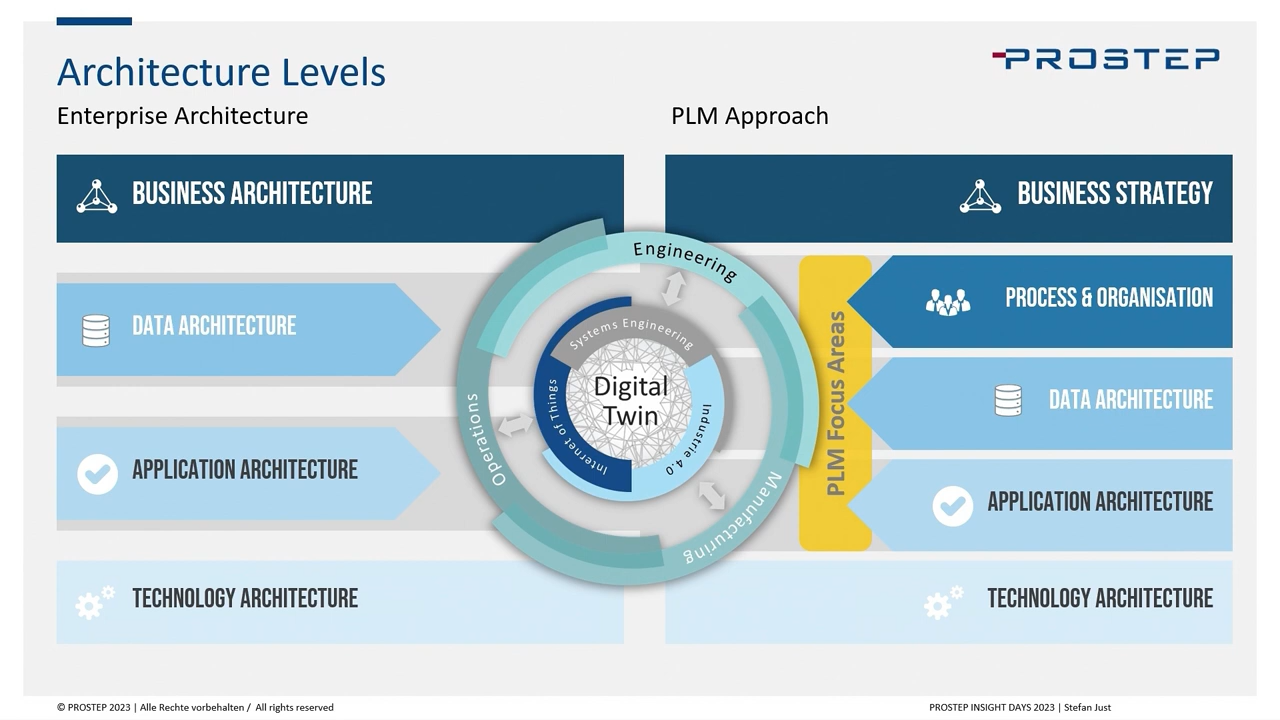 Architecture Levels
PROSTEP
Enterprise Architecture
PLM Approach
BUSINESS ARCHITECTURE
DATA ARCHITECTURE
APPLICATION ARCHITECTURE
TECHNOLOGY ARCHITECTURE
Engineering
Manufacturing
Operations
Systems Engineering
Industrie 4.0
Internet of Things
Digital
Twin
PLM Focus Areas
BUSINESS STRATEGY
PROCESS & ORGANISATION
DATA ARCHITECTURE
APPLICATION ARCHITECTURE
TECHNOLOGY ARCHITECTURE
© PROSTEP 2023 | Alle Rechte vorbehalten / All rights reserved
PROSTEP INSIGHT DAYS 2023 | Stefan Just